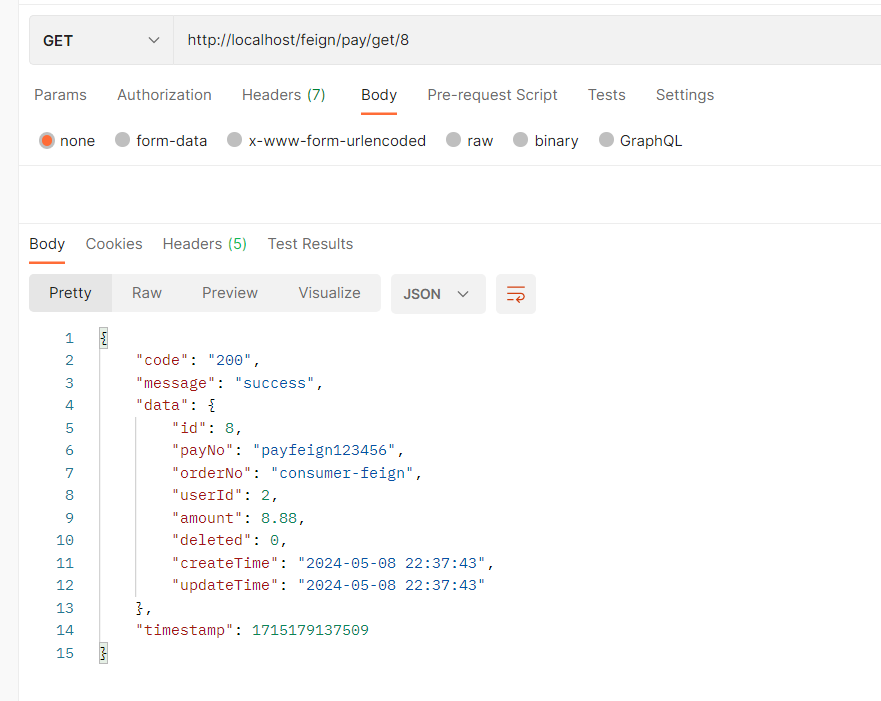 GET http://localhost/feign/pay/get/8
Params Authorization Headers (7) Body Pre-request Script Tests Settings
none form-data x-www-form-urlencoded raw binary GraphQL
Body Cookies Headers (5) Test Results
Pretty Raw Preview Visualize JSON
1 {
2 "code": "200",
3 "message": "success",
4 "data": {
5 "id": 8,
6 "payNo": "payfeign123456",
7 "orderNo": "consumer-feign",
8 "userId": 2,
9 "amount": 8.88,
10 "deleted": 0,
11 "createTime": "2024-05-08 22:37:43",
12 "updateTime": "2024-05-08 22:37:43"
13 },
14 "timestamp": 1715179137509
15 }